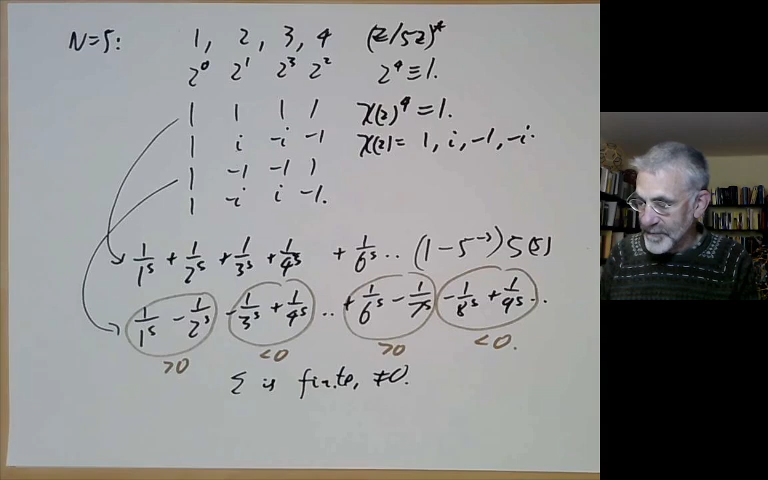 N=5: 1, 2, 3, 4 (Z/5Z)*
2⁰ 2¹ 2³ 2² 2⁴ ≡ 1.
1 1 1 1 χ(2)⁴ = 1.
1 i -i -1 χ(2) = 1, i, -1, -i.
1 -1 -1 1
1 -i i -1.
1/1ˢ + 1/2ˢ + 1/3ˢ + 1/4ˢ + 1/6ˢ .. (1 - 5⁻ˢ) ζ(s)
1/1ˢ - 1/2ˢ - 1/3ˢ + 1/4ˢ .. + 1/6ˢ - 1/7ˢ - 1/8ˢ + 1/9ˢ ..
>0 <0 >0 <0.
Σ is finite, ≠0.